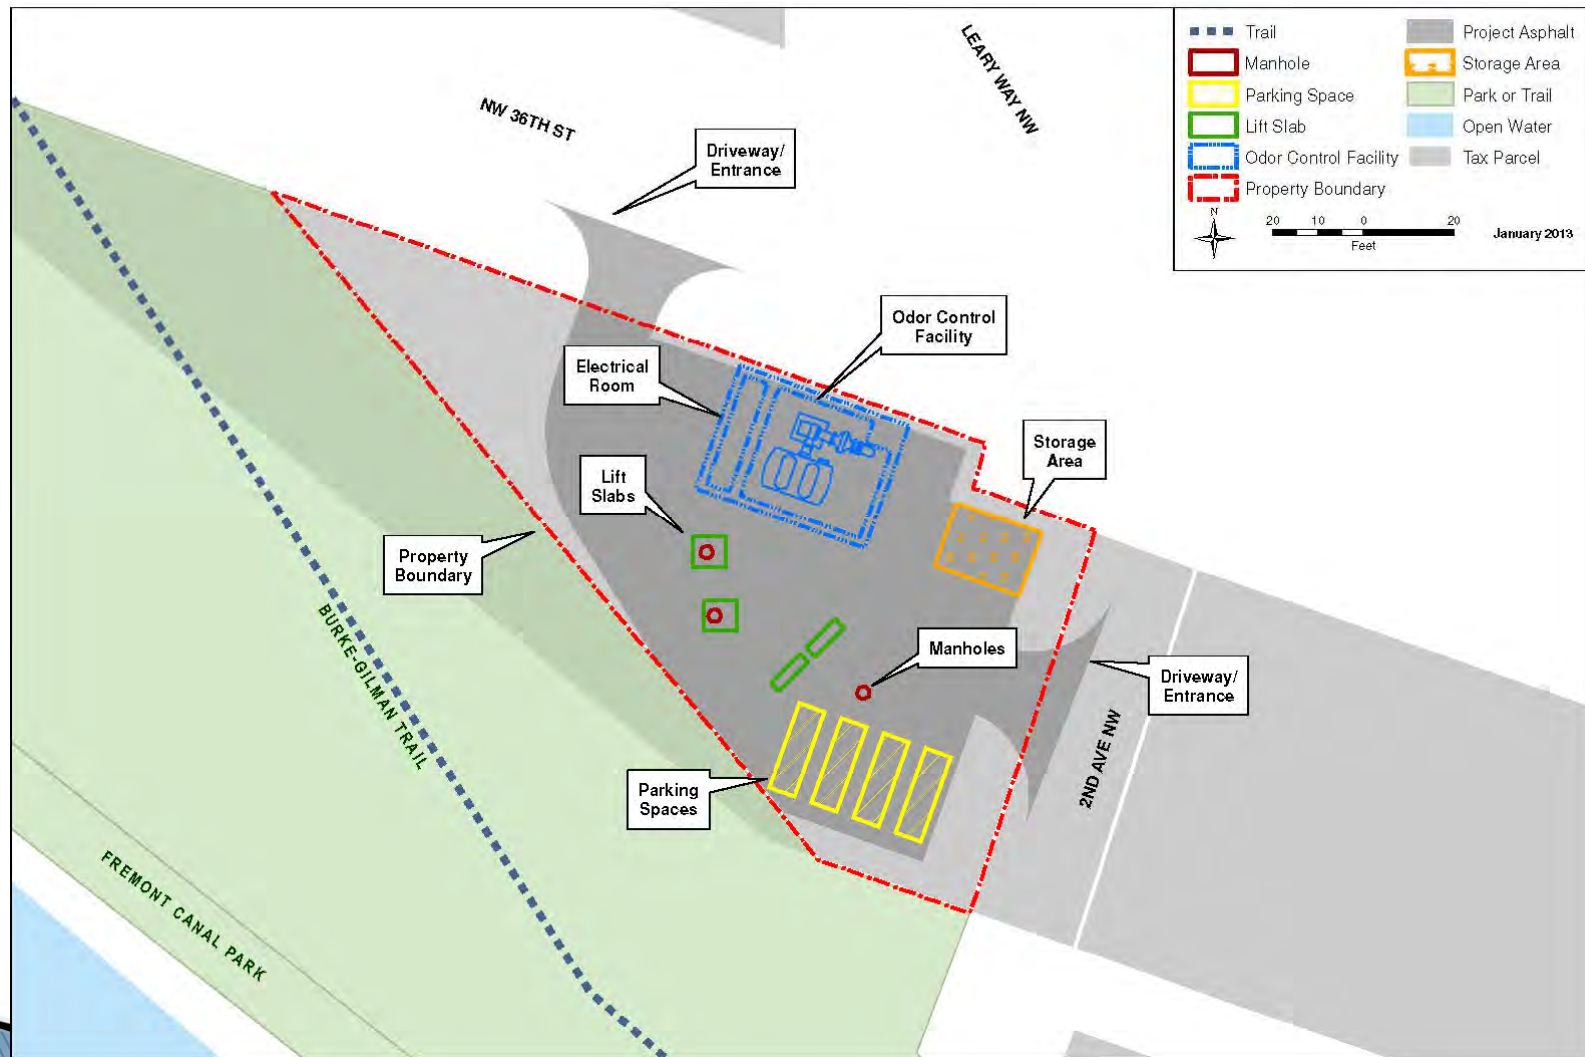 NW 36TH ST
LEARY WAY NW
Trail
Manhole
Parking Space
Lift Slab
Odor Control Facility
Property Boundary
Project Asphalt
Storage Area
Park or Trail
Open Water
Tax Parcel
N
20 10 0 20
Feet
January 2013
Driveway/
Entrance
Odor Control
Facility
Electrical
Room
Storage
Area
Lift
Slabs
Property
Boundary
BURKE-GILMAN TRAIL
Manholes
Driveway/
Entrance
2ND AVE NW
Parking
Spaces
FREMONT CANAL PARK